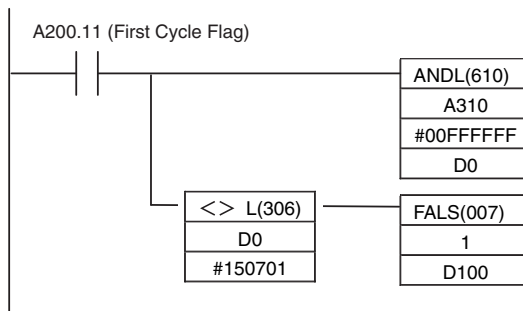 A200.11 (First Cycle Flag)
ANDL(610)
A310
#00FFFFFF
D0
<> L(306)
D0
#150701
FALS(007)
1
D100